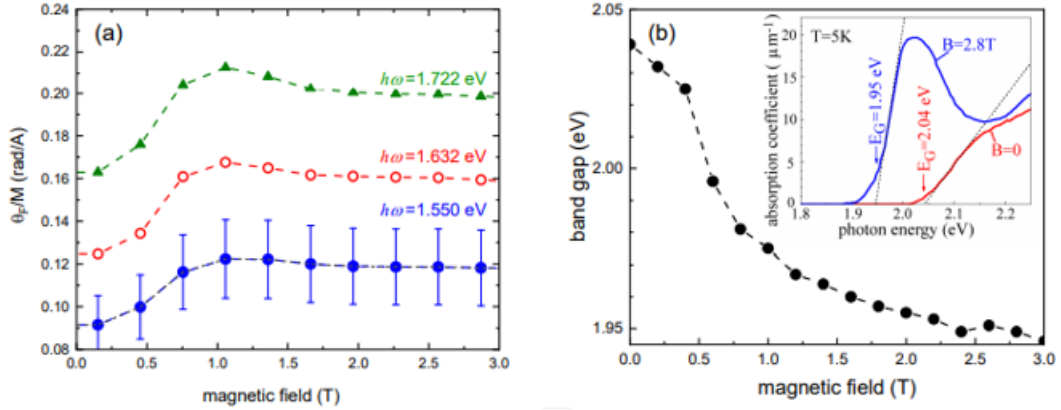 (a)
0.24
0.22
0.20
0.18
0.16
0.14
0.12
0.10
0.08
θF/M (rad/A)
ħω=1.722 eV
ħω=1.632 eV
ħω=1.550 eV
0.0 0.5 1.0 1.5 2.0 2.5 3.0
magnetic field (T)
(b)
2.05
2.00
1.95
band gap (eV)
T=5K
B=2.8T
EG=1.95 eV
EG=2.04 eV
B=0
20
15
10
5
0
absorption coefficient ( μm-1)
1.8 1.9 2.0 2.1 2.2
photon energy (eV)
0.0 0.5 1.0 1.5 2.0 2.5 3.0
magnetic field (T)